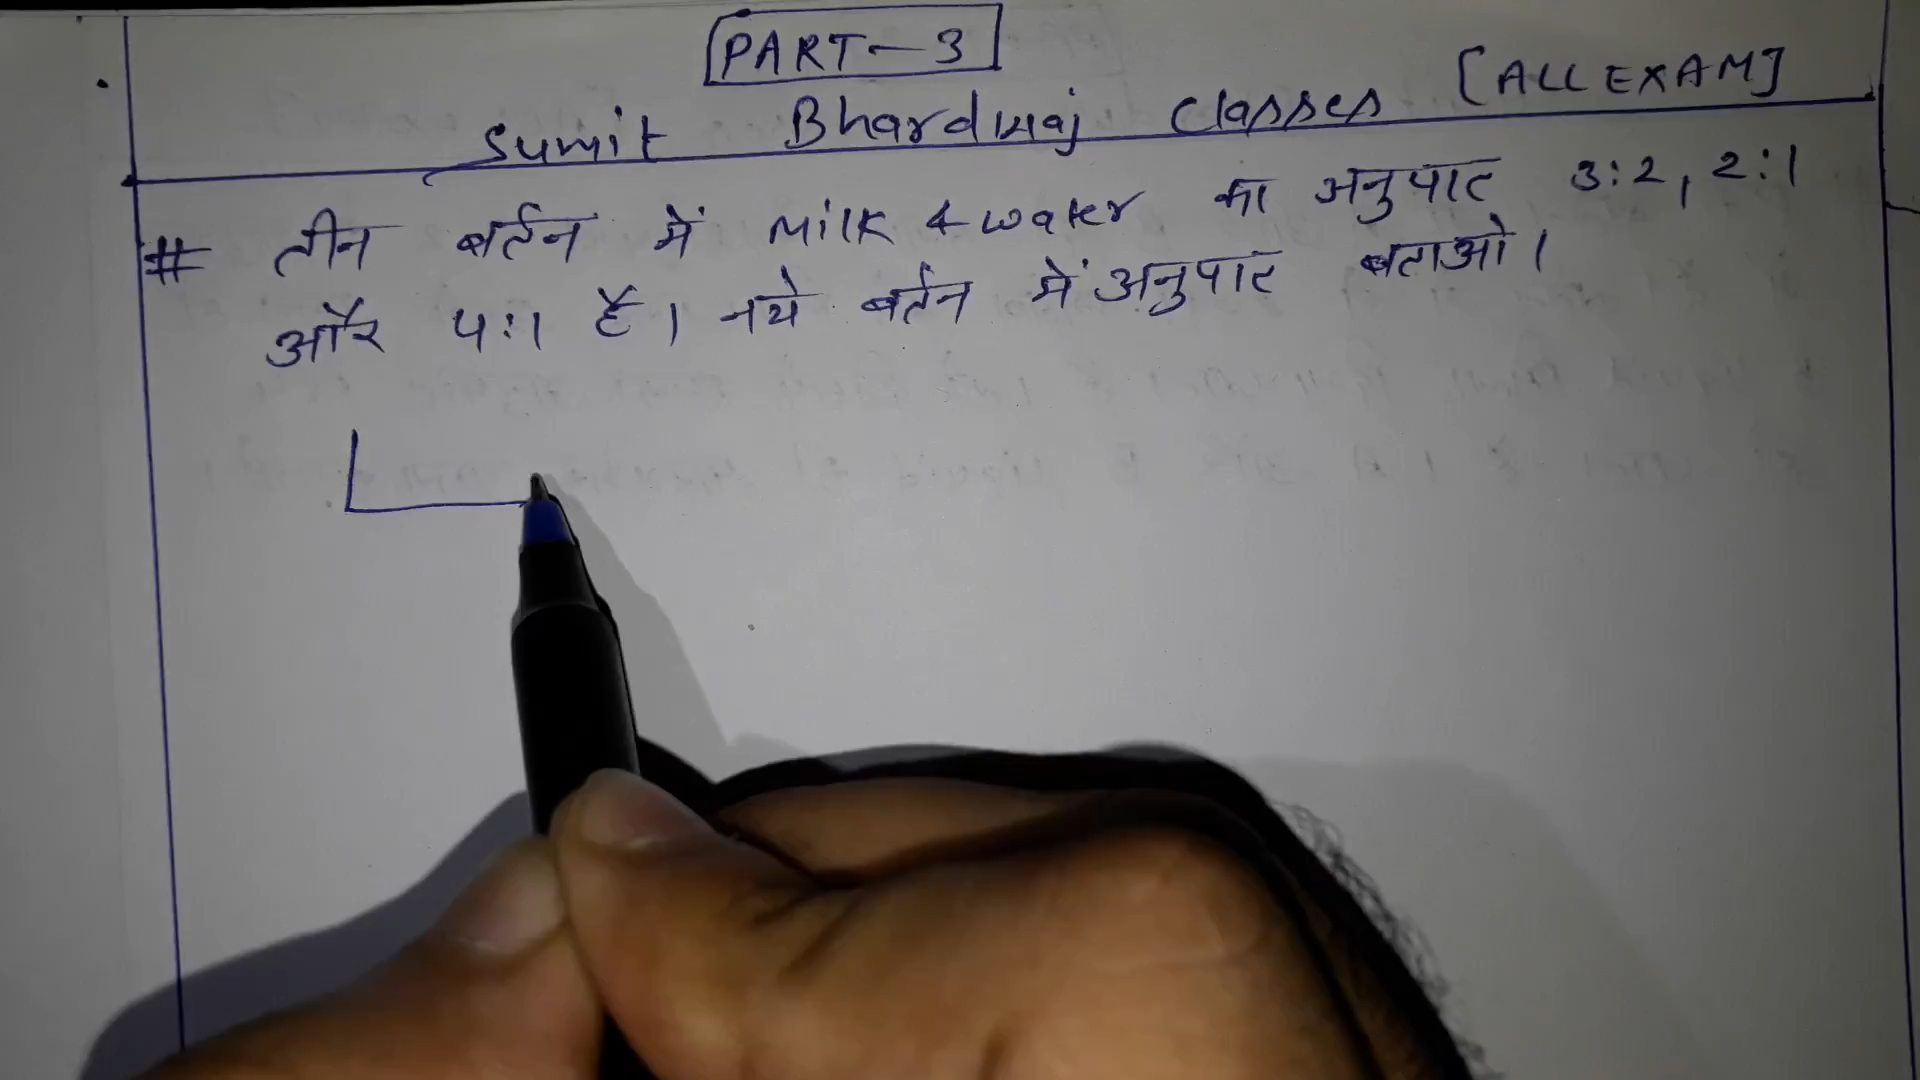 PART-3
[ALL EXAM]
Sumit Bhardwaj Classes
# तीन बर्तन में Milk & water का अनुपात 3:2, 2:1
और 4:1 है। नये बर्तन में अनुपात बताओ।